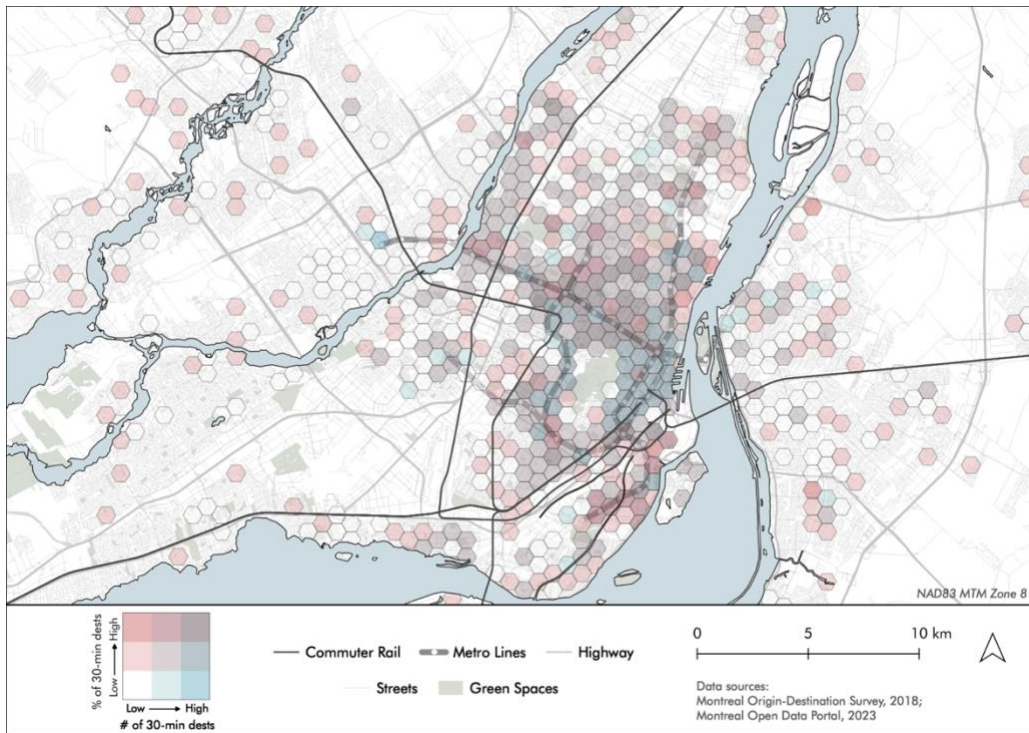 NAD83 MTM Zone 8
% of 30-min dests
Low → High
Low → High
# of 30-min dests
Commuter Rail
Metro Lines
Highway
Streets
Green Spaces
0 5 10 km
Data sources:
Montreal Origin-Destination Survey, 2018;
Montreal Open Data Portal, 2023